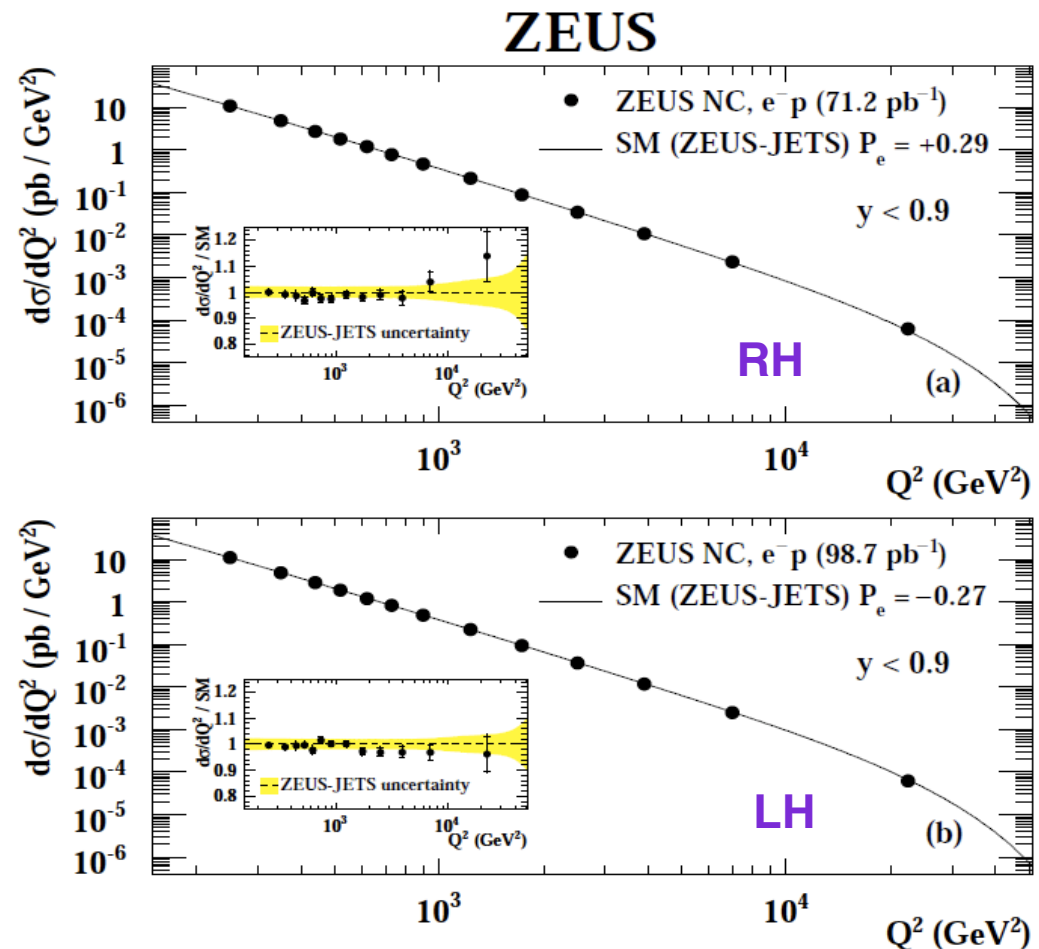 ZEUS
dσ/dQ² (pb / GeV²)
10
1
10⁻¹
10⁻²
10⁻³
10⁻⁴
10⁻⁵
10⁻⁶
ZEUS NC, e⁻p (71.2 pb⁻¹)
SM (ZEUS-JETS) Pₑ = +0.29
y < 0.9
dσ/dQ² / SM
1.2
1.1
1
0.9
0.8
ZEUS-JETS uncertainty
10³
10⁴
Q² (GeV²)
RH
(a)
10³
10⁴
Q² (GeV²)
dσ/dQ² (pb / GeV²)
10
1
10⁻¹
10⁻²
10⁻³
10⁻⁴
10⁻⁵
10⁻⁶
ZEUS NC, e⁻p (98.7 pb⁻¹)
SM (ZEUS-JETS) Pₑ = −0.27
y < 0.9
dσ/dQ² / SM
1.2
1.1
1
0.9
0.8
ZEUS-JETS uncertainty
10³
10⁴
Q² (GeV²)
LH
(b)
10³
10⁴
Q² (GeV²)